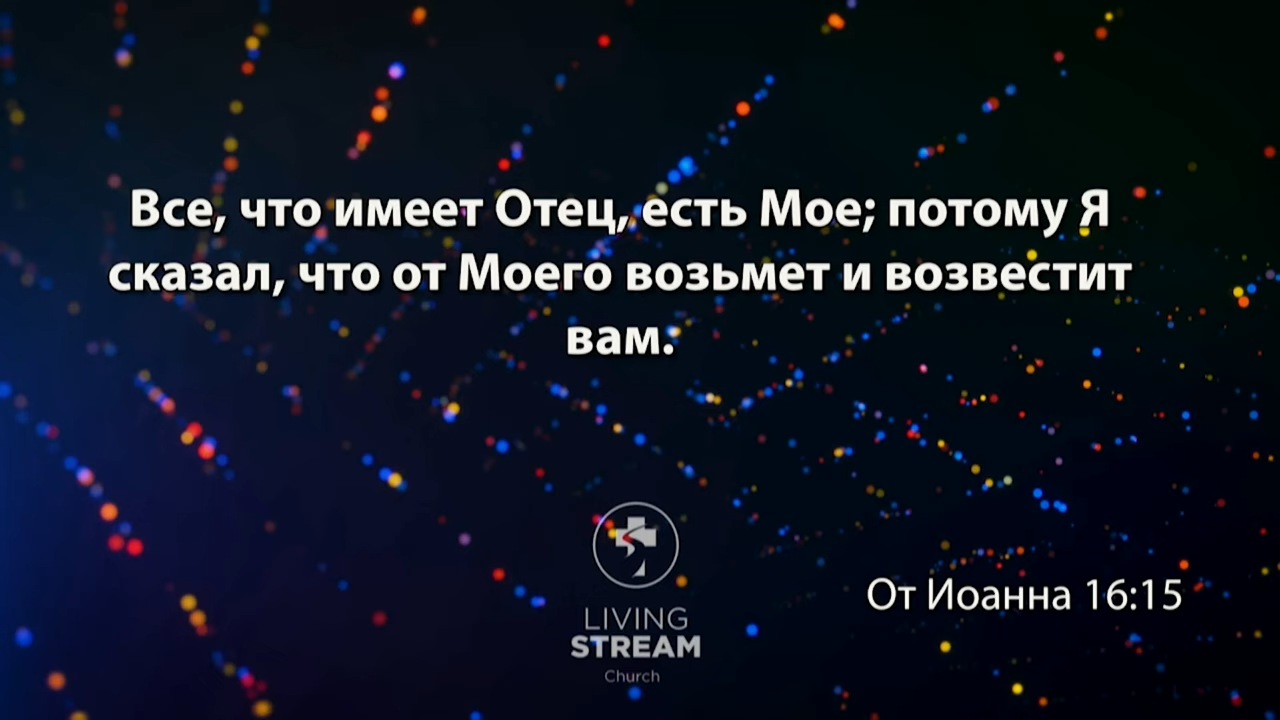 Все, что имеет Отец, есть Мое; потому Я
сказал, что от Моего возьмет и возвестит
вам.
От Иоанна 16:15
LIVING
STREAM
Church